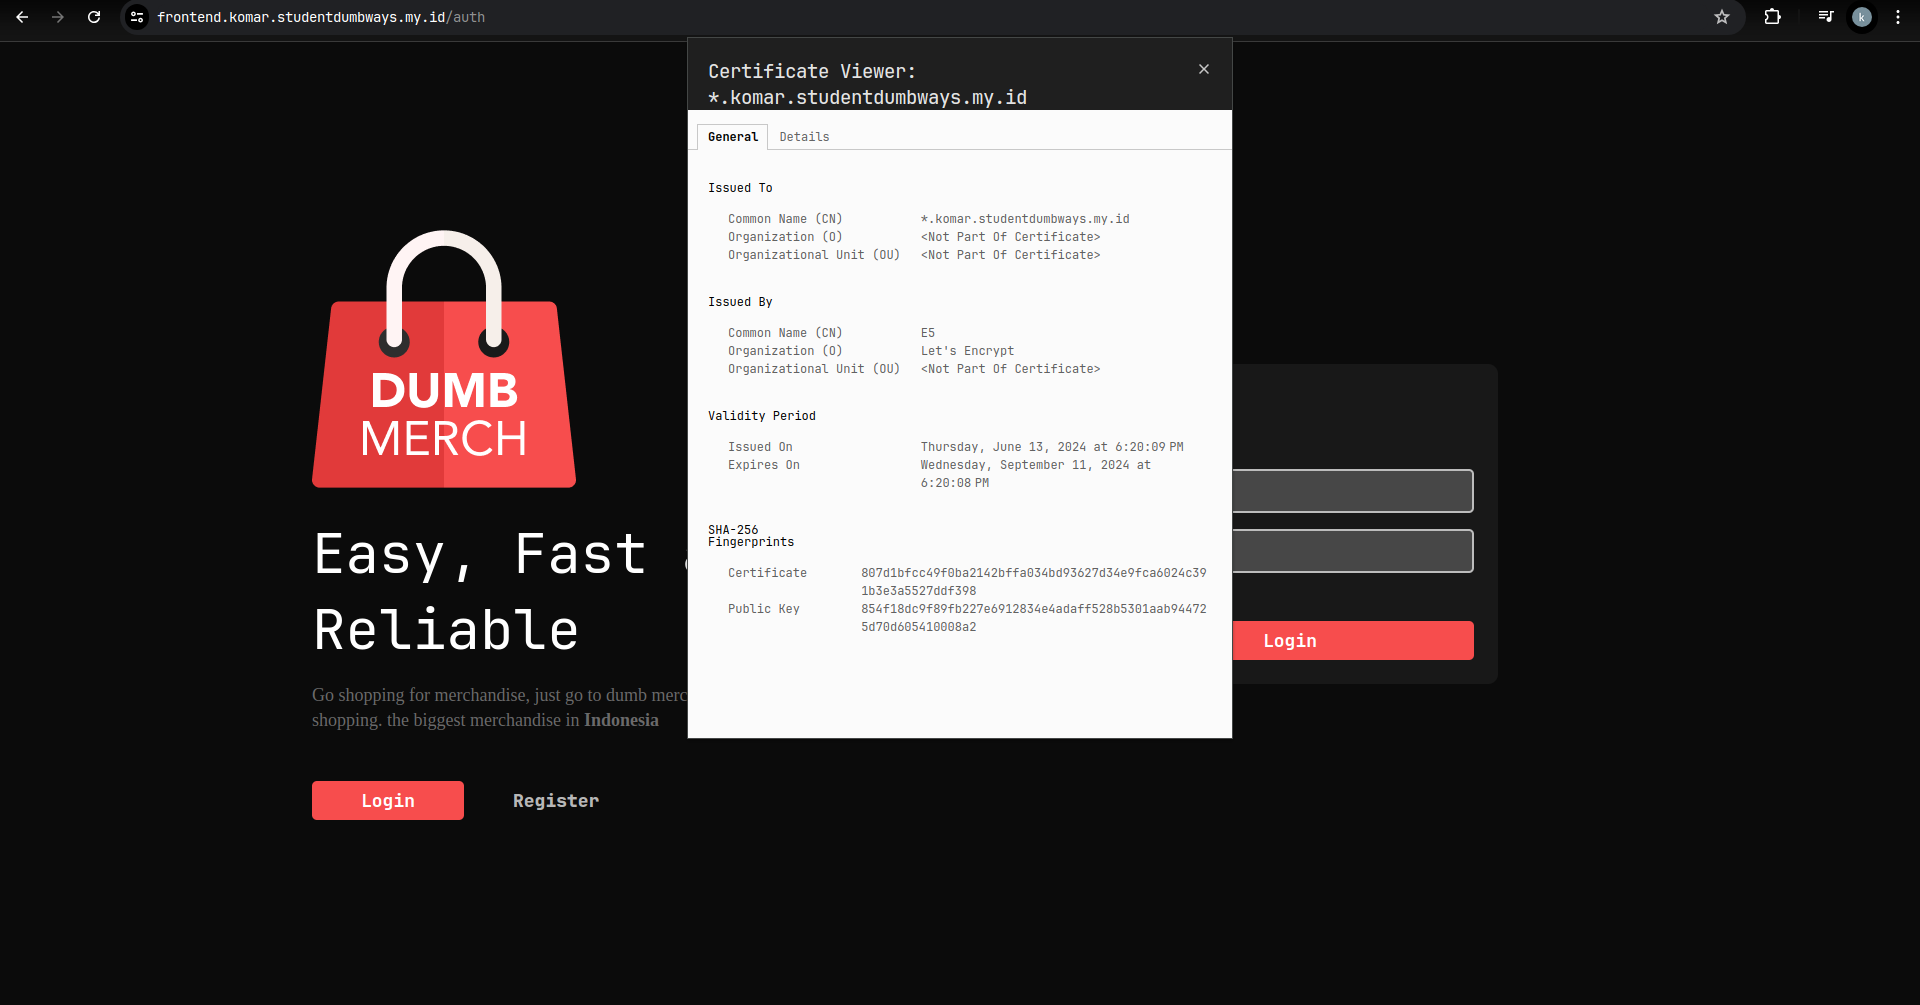 frontend.komar.studentdumbways.my.id/auth
k
Certificate Viewer:
*.komar.studentdumbways.my.id
General Details
Issued To
Common Name (CN) *.komar.studentdumbways.my.id
Organization (O) <Not Part Of Certificate>
Organizational Unit (OU) <Not Part Of Certificate>
Issued By
Common Name (CN) E5
Organization (O) Let's Encrypt
Organizational Unit (OU) <Not Part Of Certificate>
Validity Period
Issued On Thursday, June 13, 2024 at 6:20:09 PM
Expires On Wednesday, September 11, 2024 at
6:20:08 PM
SHA-256
Fingerprints
Certificate 807d1bfcc49f0ba2142bffa034bd93627d34e9fca6024c39
1b3e3a5527ddf398
Public Key 854f18dc9f89fb227e6912834e4adaff528b5301aab94472
5d70d605410008a2
DUMB
MERCH
Easy, Fast
Reliable
Go shopping for merchandise, just go to dumb merc
shopping. the biggest merchandise in Indonesia
Login Register
Login